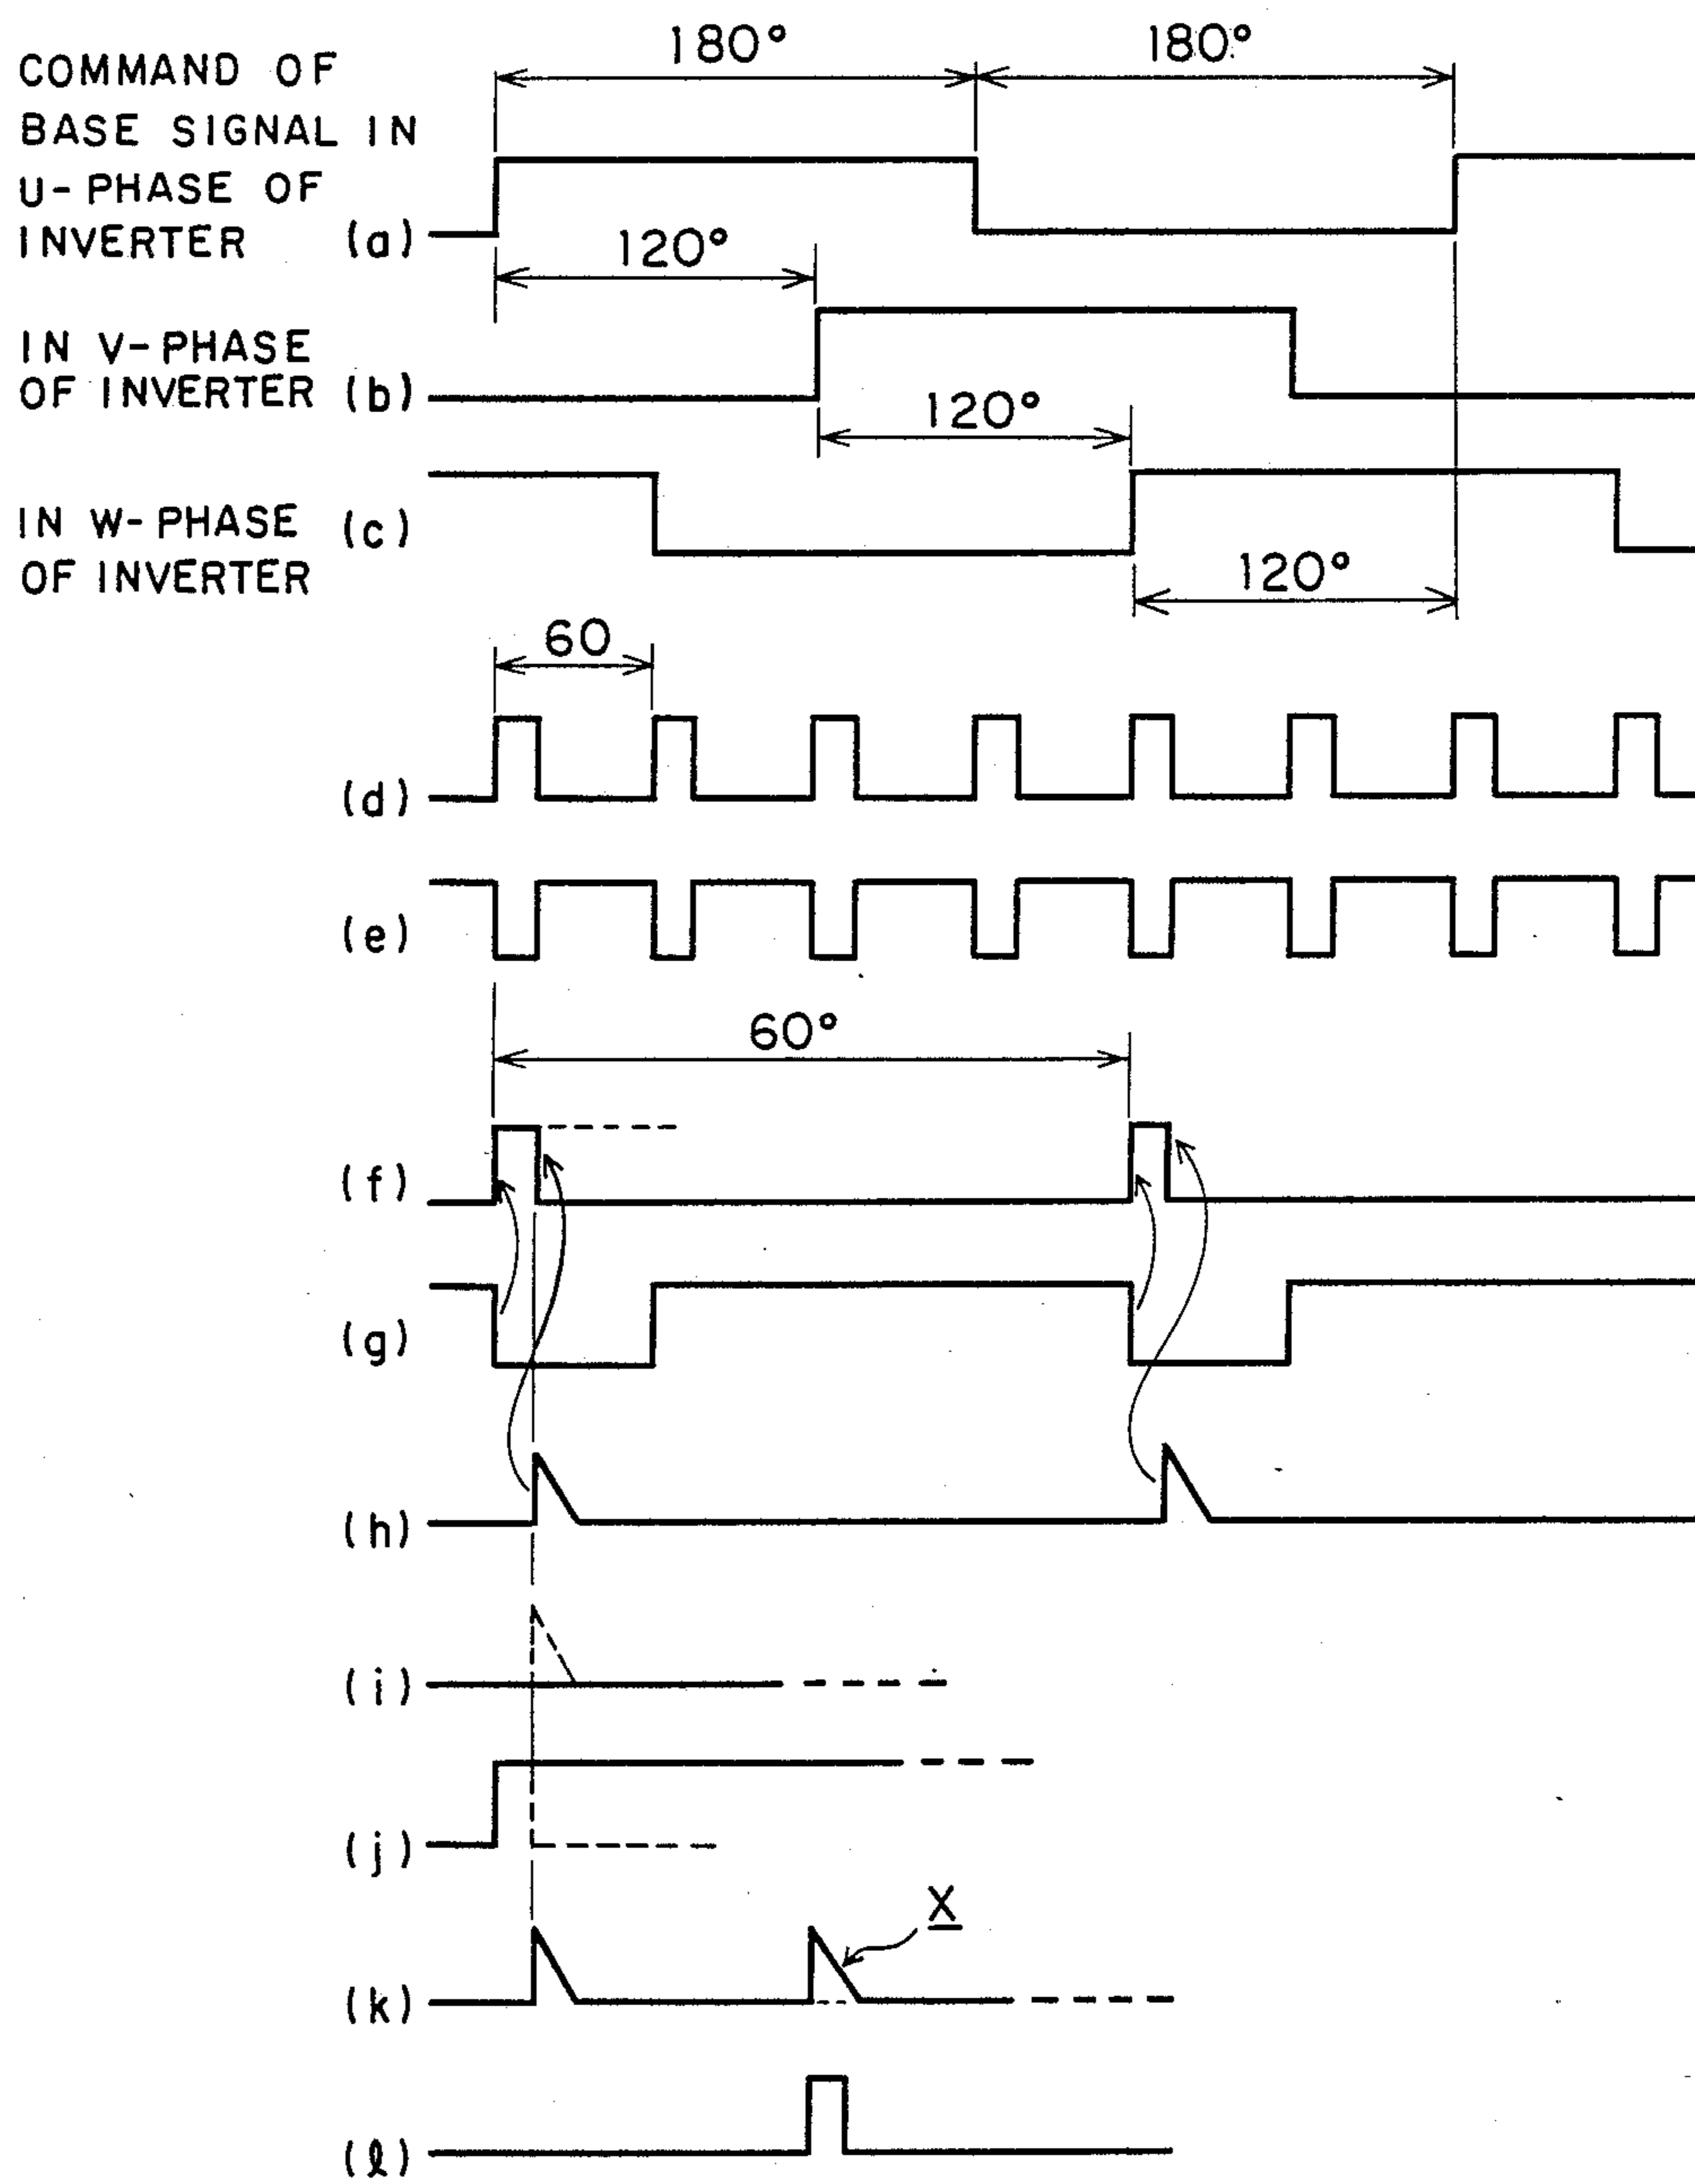 180° 180°
COMMAND OF
BASE SIGNAL IN
U-PHASE OF
INVERTER (a)
120°
IN V-PHASE
OF INVERTER (b)
120°
IN W-PHASE (c)
OF INVERTER
120°
60
(d)
(e)
60°
(f)
(g)
(h)
(i)
(j)
X
(k)
(ℓ)